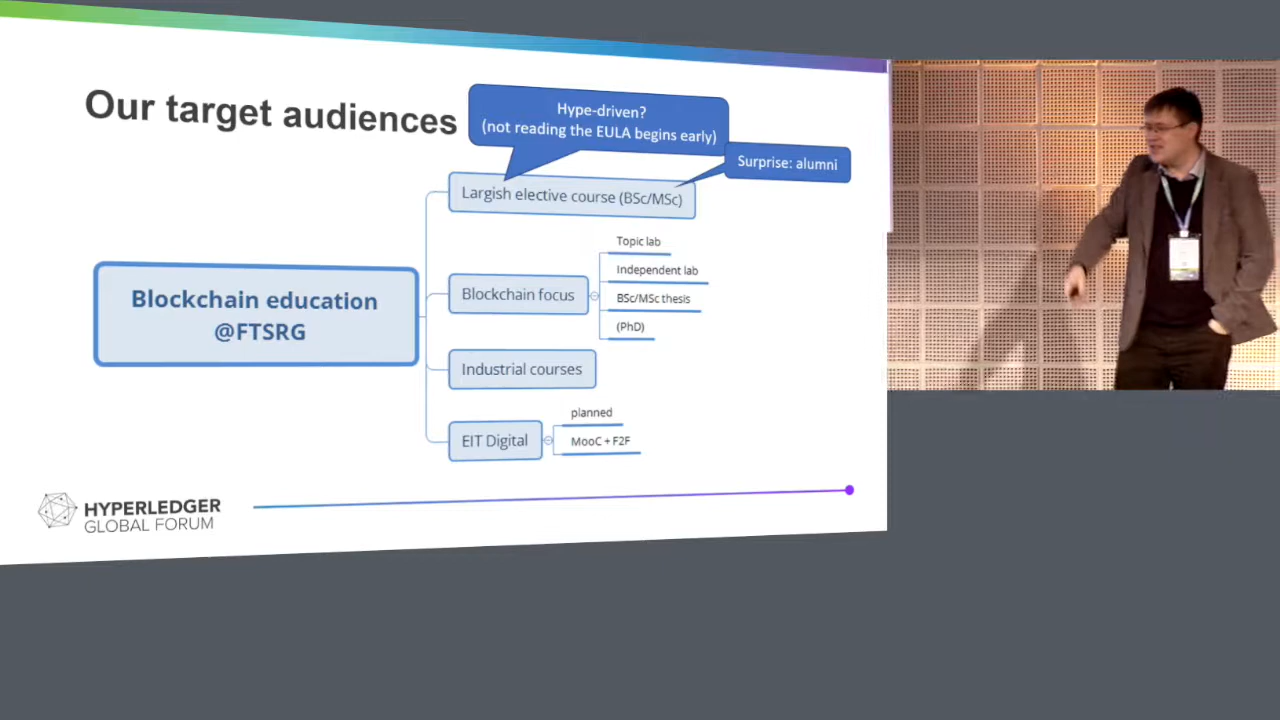 Our target audiences
Hype-driven?
(not reading the EULA begins early)
Surprise: alumni
Largish elective course (BSc/MSc)
Blockchain education
@FTSRG
Blockchain focus
Topic lab
Independent lab
BSc/MSc thesis
(PhD)
Industrial courses
EIT Digital
planned
MooC + F2F
HYPERLEDGER
GLOBAL FORUM